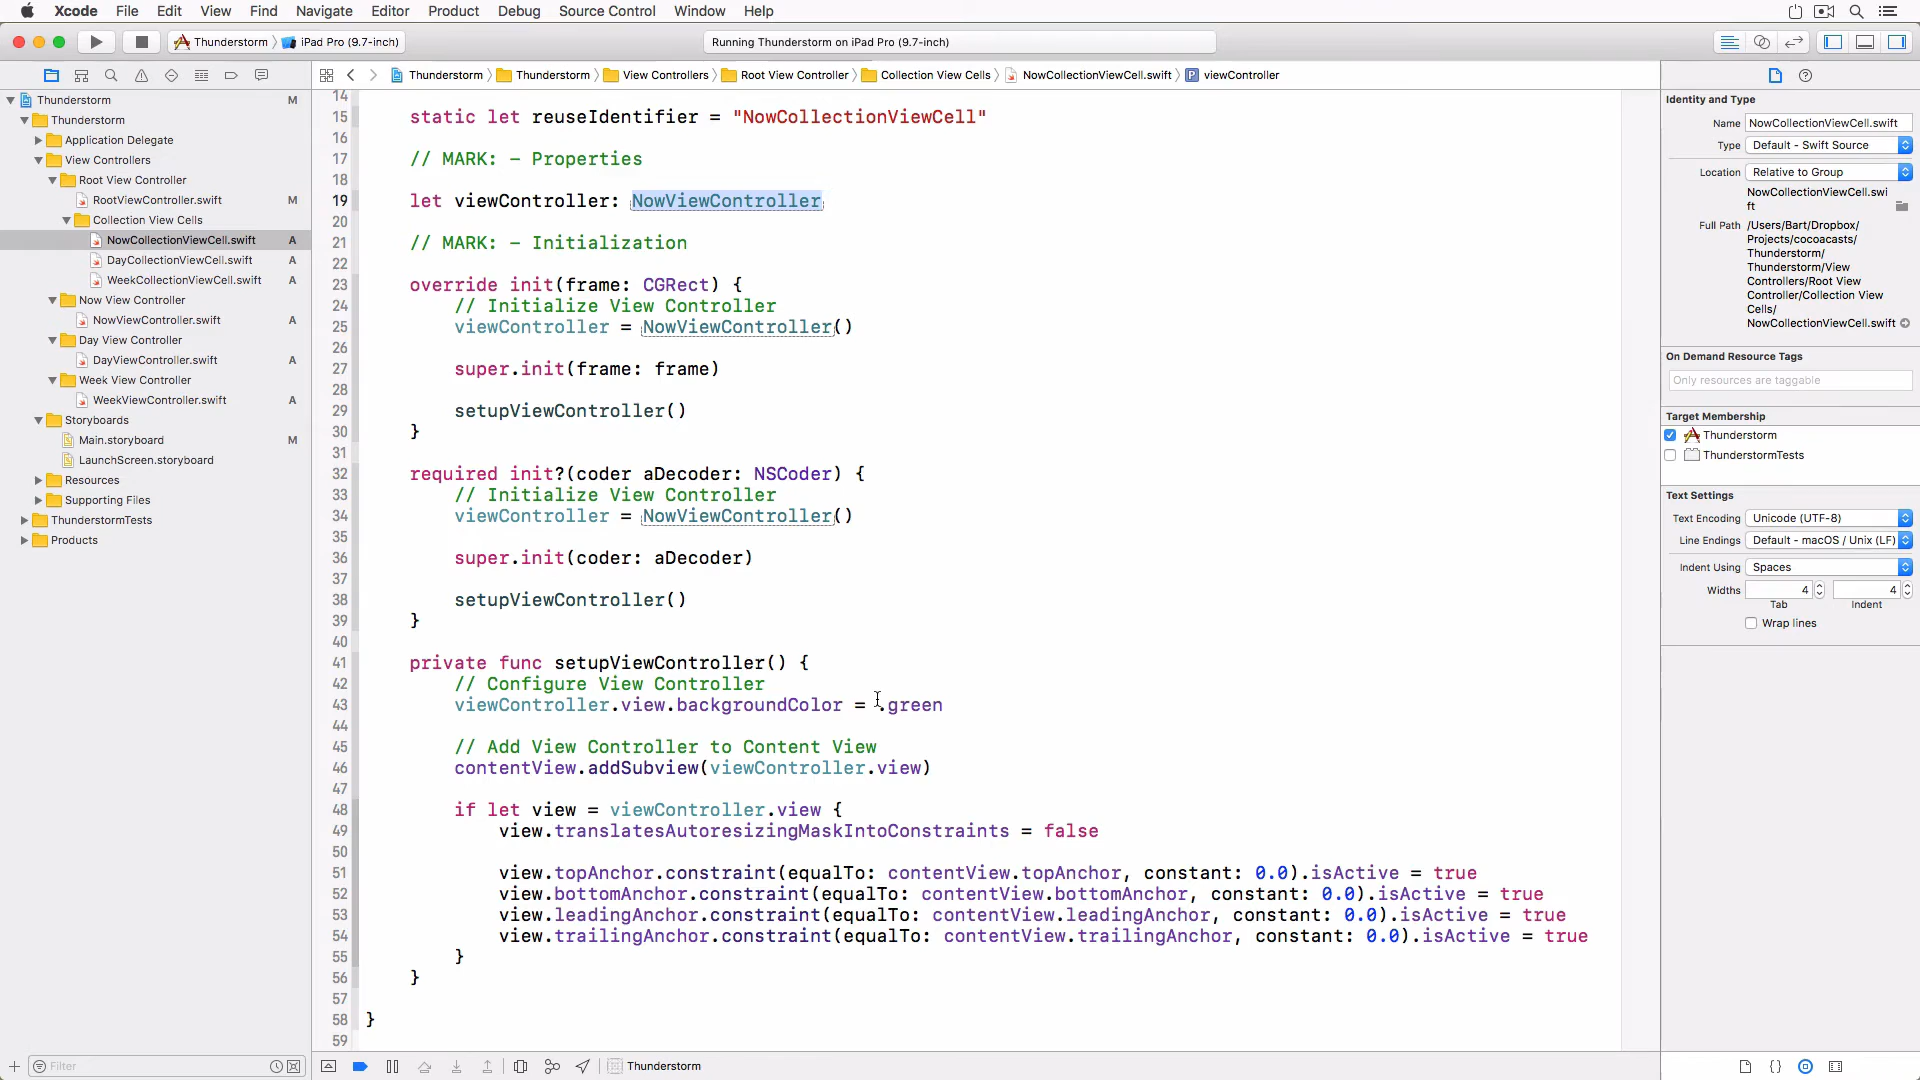 Xcode File Edit View Find Navigate Editor Product Debug Source Control Window Help
Thunderstorm iPad Pro (9.7-inch)
Running Thunderstorm on iPad Pro (9.7-inch)
Thunderstorm Thunderstorm View Controllers Root View Controller Collection View Cells NowCollectionViewCell.swift P viewController
Thunderstorm M
Thunderstorm
Application Delegate
View Controllers
Root View Controller
RootViewController.swift M
Collection View Cells
NowCollectionViewCell.swift A
DayCollectionViewCell.swift A
WeekCollectionViewCell.swift A
Now View Controller
NowViewController.swift A
Day View Controller
DayViewController.swift A
Week View Controller
WeekViewController.swift A
Storyboards
Main.storyboard M
LaunchScreen.storyboard
Resources
Supporting Files
ThunderstormTests
Products
Filter
14
15 static let reuseIdentifier = "NowCollectionViewCell"
16
17 // MARK: - Properties
18
19 let viewController: NowViewController
20
21 // MARK: - Initialization
22
23 override init(frame: CGRect) {
24 // Initialize View Controller
25 viewController = NowViewController()
26
27 super.init(frame: frame)
28
29 setupViewController()
30 }
31
32 required init?(coder aDecoder: NSCoder) {
33 // Initialize View Controller
34 viewController = NowViewController()
35
36 super.init(coder: aDecoder)
37
38 setupViewController()
39 }
40
41 private func setupViewController() {
42 // Configure View Controller
43 viewController.view.backgroundColor = .green
44
45 // Add View Controller to Content View
46 contentView.addSubview(viewController.view)
47
48 if let view = viewController.view {
49 view.translatesAutoresizingMaskIntoConstraints = false
50
51 view.topAnchor.constraint(equalTo: contentView.topAnchor, constant: 0.0).isActive = true
52 view.bottomAnchor.constraint(equalTo: contentView.bottomAnchor, constant: 0.0).isActive = true
53 view.leadingAnchor.constraint(equalTo: contentView.leadingAnchor, constant: 0.0).isActive = true
54 view.trailingAnchor.constraint(equalTo: contentView.trailingAnchor, constant: 0.0).isActive = true
55 }
56 }
57
58 }
59
Thunderstorm
Identity and Type
Name NowCollectionViewCell.swift
Type Default - Swift Source
Location Relative to Group
NowCollectionViewCell.swi
ft
Full Path /Users/Bart/Dropbox/
Projects/cocoacasts/
Thunderstorm/
Thunderstorm/View
Controllers/Root View
Controller/Collection View
Cells/
NowCollectionViewCell.swift
On Demand Resource Tags
Only resources are taggable
Target Membership
Thunderstorm
ThunderstormTests
Text Settings
Text Encoding Unicode (UTF-8)
Line Endings Default - macOS / Unix (LF)
Indent Using Spaces
Widths 4 4
Tab Indent
Wrap lines